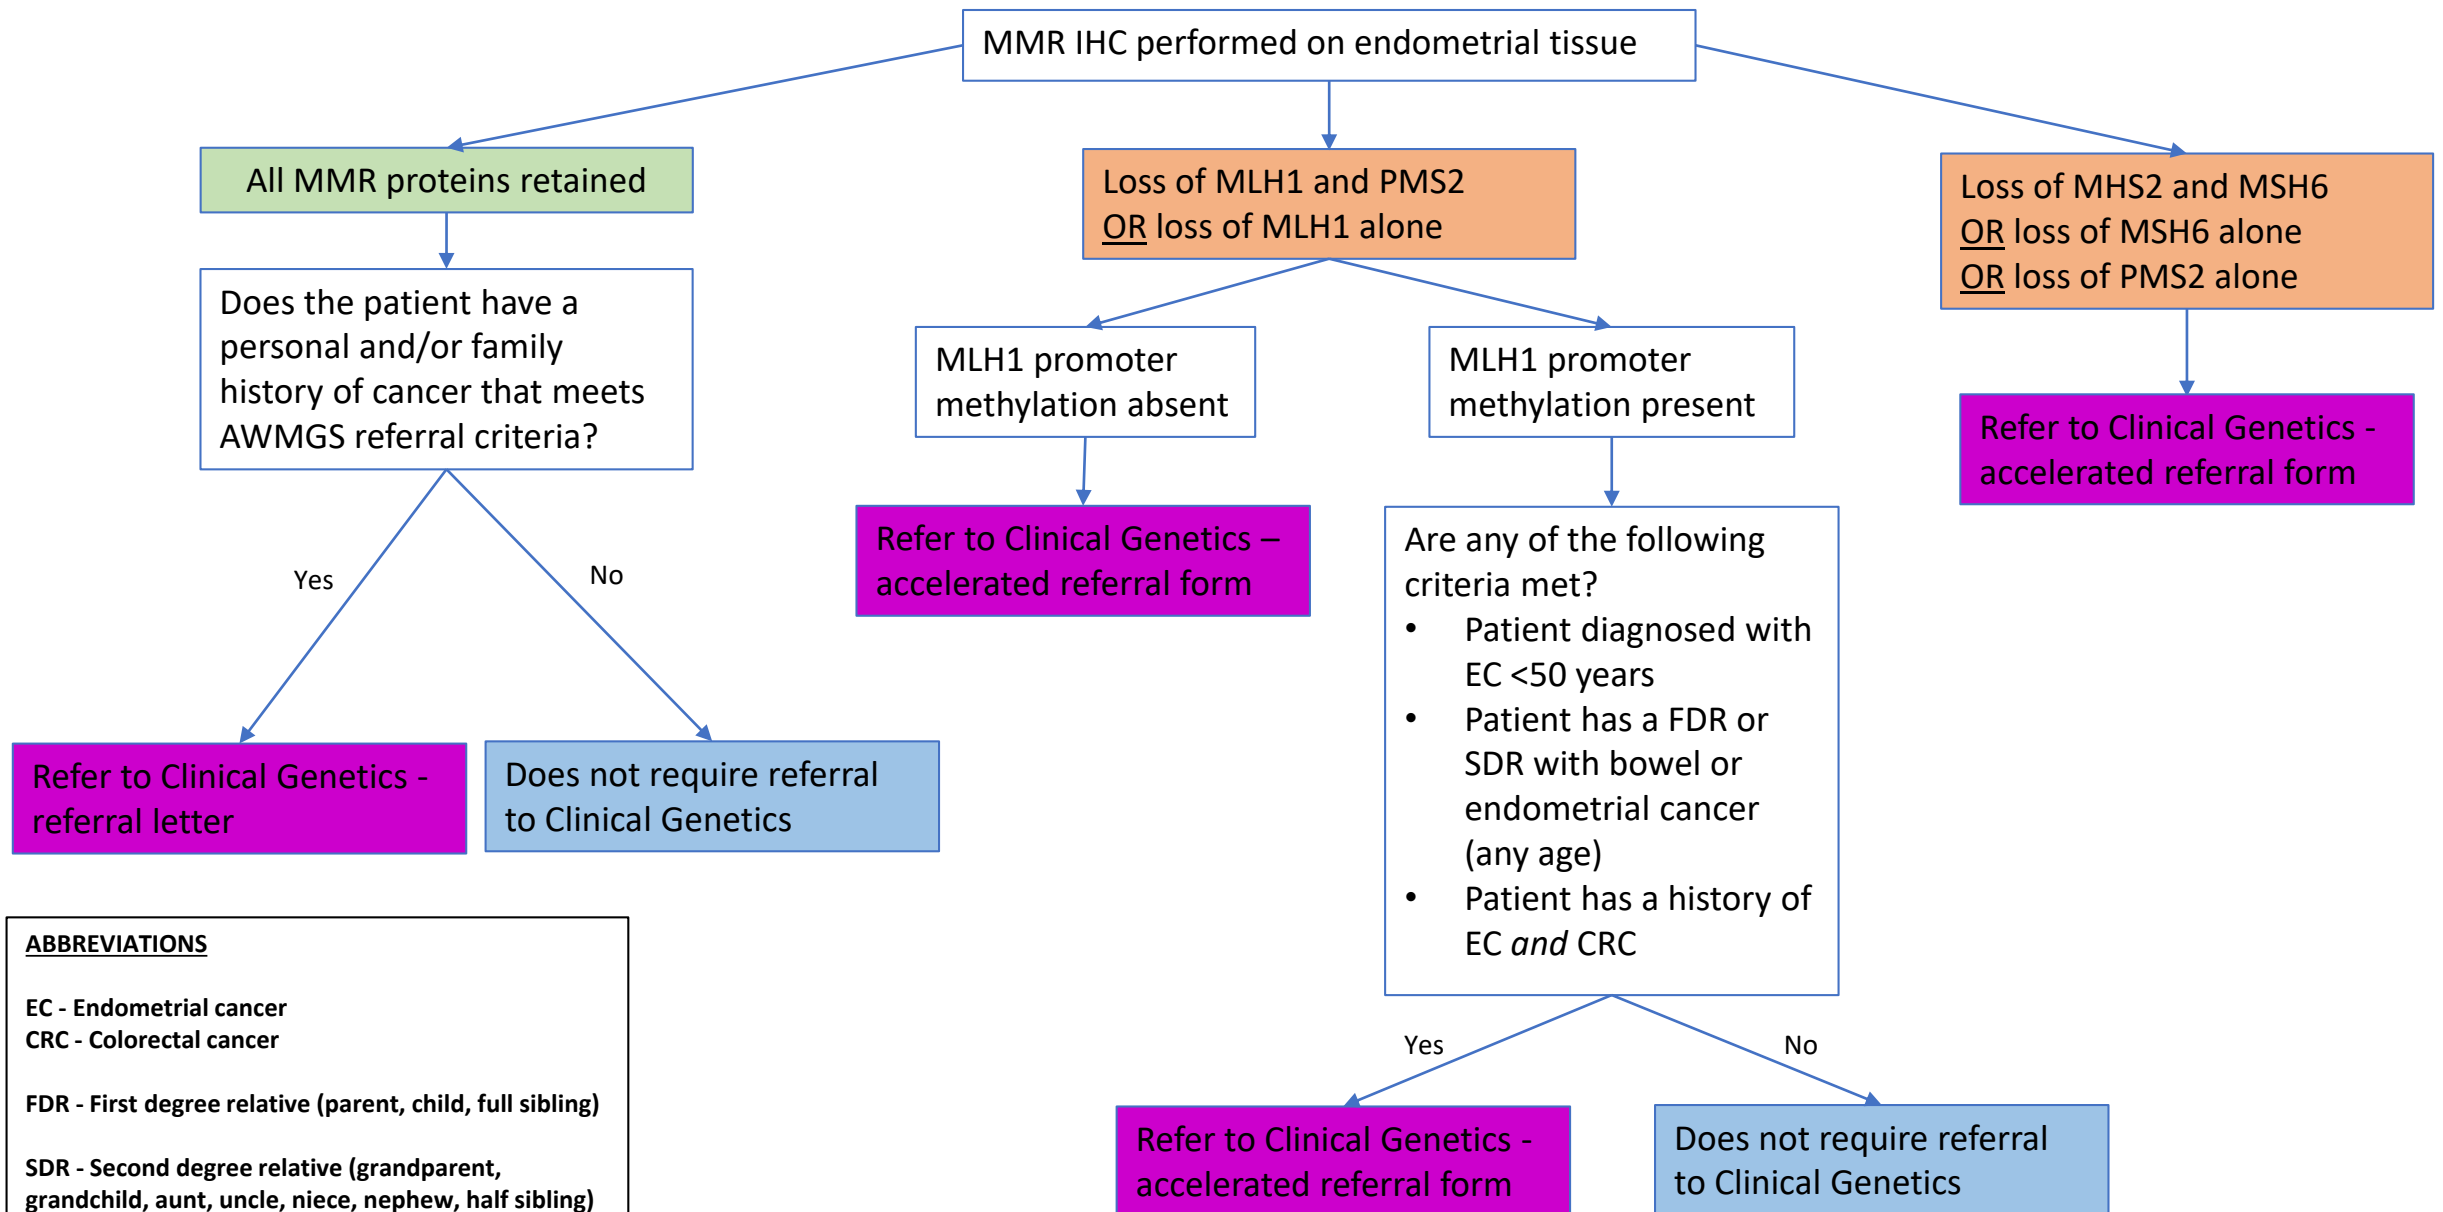 MMR IHC performed on endometrial tissue
All MMR proteins retained
Does the patient have a
personal and/or family
history of cancer that meets
AWMGS referral criteria?
Yes
No
Refer to Clinical Genetics -
referral letter
Does not require referral
to Clinical Genetics
Loss of MLH1 and PMS2
OR loss of MLH1 alone
MLH1 promoter
methylation absent
Refer to Clinical Genetics –
accelerated referral form
MLH1 promoter
methylation present
Are any of the following
criteria met?
• Patient diagnosed with
EC <50 years
• Patient has a FDR or
SDR with bowel or
endometrial cancer
(any age)
• Patient has a history of
EC and CRC
Yes
No
Refer to Clinical Genetics -
accelerated referral form
Does not require referral
to Clinical Genetics
Loss of MHS2 and MSH6
OR loss of MSH6 alone
OR loss of PMS2 alone
Refer to Clinical Genetics -
accelerated referral form
ABBREVIATIONS
EC - Endometrial cancer
CRC - Colorectal cancer
FDR - First degree relative (parent, child, full sibling)
SDR - Second degree relative (grandparent,
grandchild, aunt, uncle, niece, nephew, half sibling)